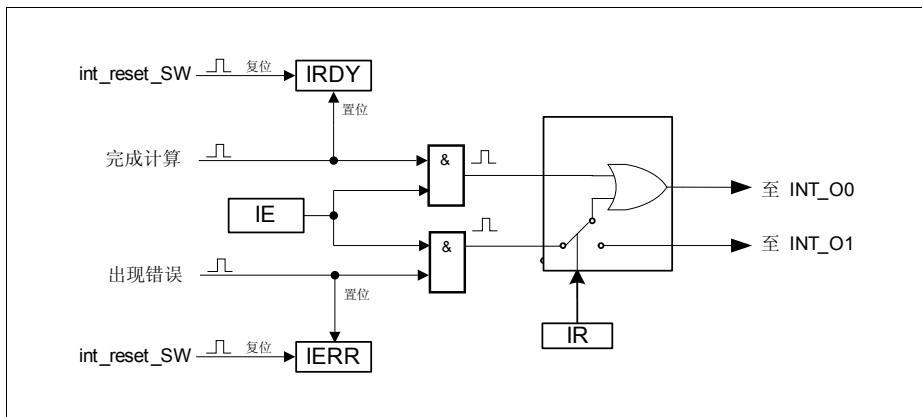 int_reset_SW
复位
IRDY
置位
完成计算
&
至 INT_O0
IE
&
至 INT_O1
出现错误
置位
int_reset_SW
复位
IERR
IR